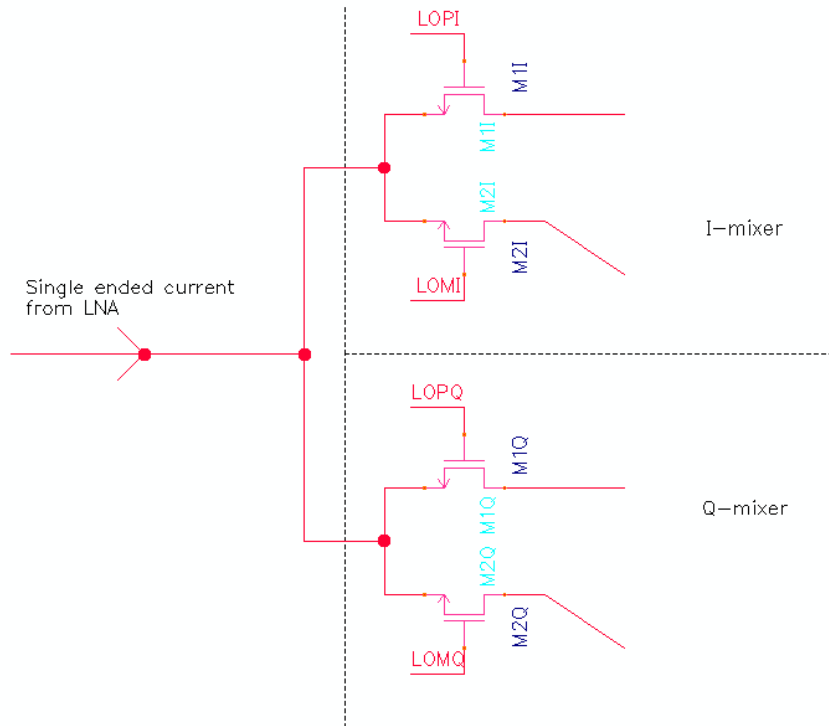 LOPI
M1I
M1I
M2I
M2I
LOMI
I-mixer
Single ended current
from LNA
LOPQ
M1Q
M1Q
M2Q
M2Q
LOMQ
Q-mixer